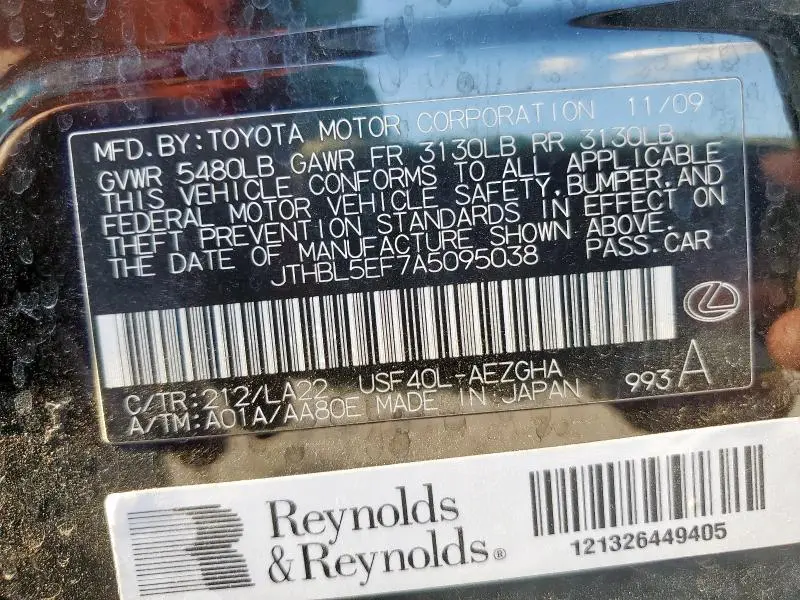 MFD. BY: TOYOTA MOTOR CORPORATION 11/09
GVWR 5480LB GAWR FR 3130LB RR 3130LB
THIS VEHICLE CONFORMS TO ALL APPLICABLE
FEDERAL MOTOR VEHICLE SAFETY, BUMPER, AND
THEFT PREVENTION STANDARDS IN EFFECT ON
THE DATE OF MANUFACTURE SHOWN ABOVE.
JTHBL5EF7A5095038 PASS. CAR
C/TR: 212/LA22 USF40L-AEZGHA
A/TM: A01A/AA80E MADE IN JAPAN 993 A
Reynolds
& Reynolds®
121326449405